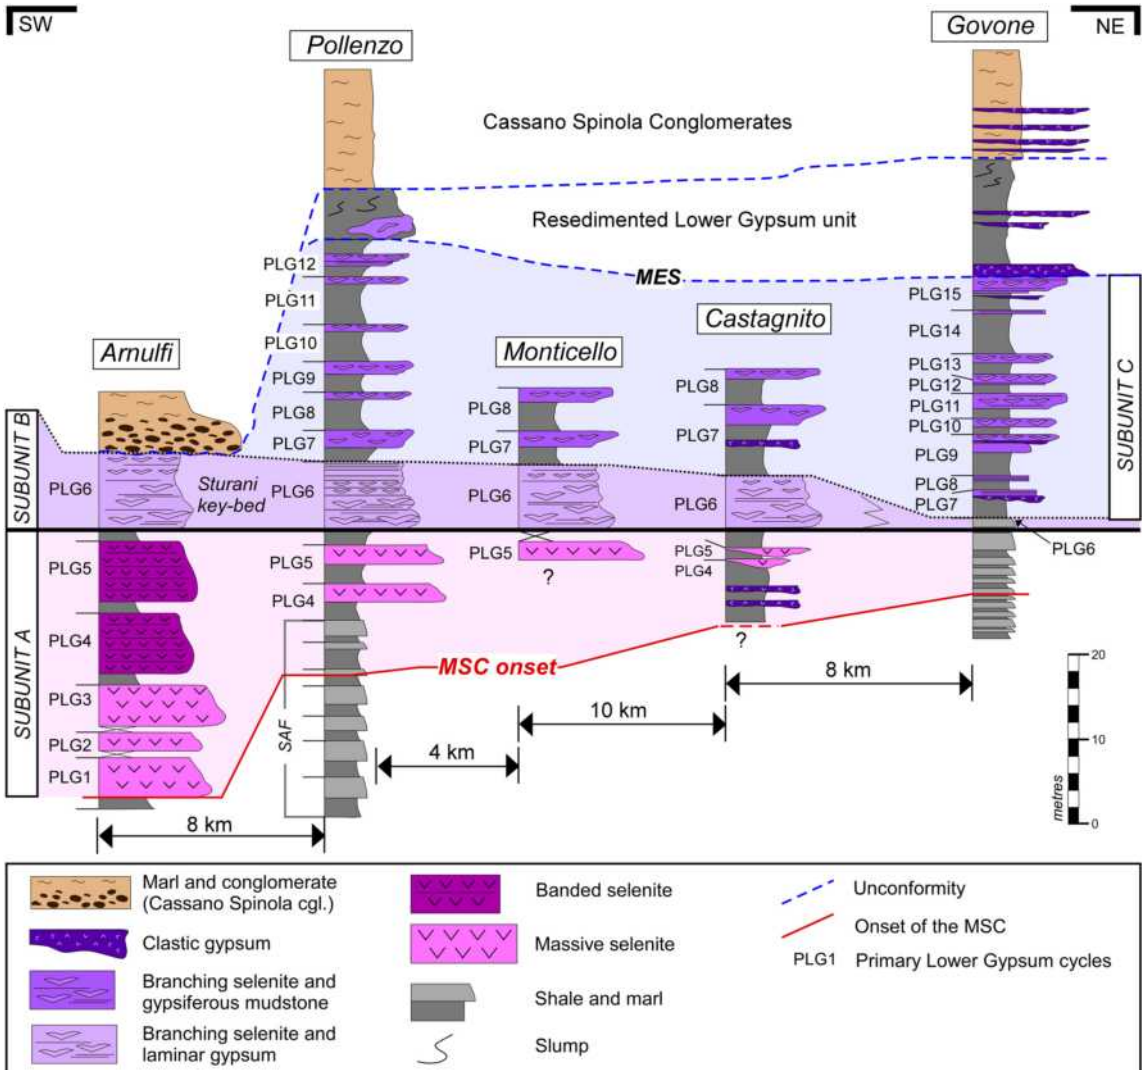 SW
Pollenzo
Govone
NE
Cassano Spinola Conglomerates
Resedimented Lower Gypsum unit
MES
Arnulfi
Monticello
Castagnito
PLG12
PLG11
PLG10
PLG9
PLG8
PLG7
PLG6
PLG5
PLG4
SAF
PLG8
PLG7
PLG6
PLG5
?
PLG8
PLG7
PLG6
PLG5
PLG4
?
PLG15
PLG14
PLG13
PLG12
PLG11
PLG10
PLG9
PLG8
PLG7
PLG6
SUBUNIT C
SUBUNIT B
SUBUNIT A
PLG6
Sturani
key-bed
PLG5
PLG4
PLG3
PLG2
PLG1
MSC onset
8 km
4 km
10 km
8 km
20
10
0
metres
Marl and conglomerate
(Cassano Spinola cgl.)
Clastic gypsum
Branching selenite and
gypsiferous mudstone
Branching selenite and
laminar gypsum
Banded selenite
Massive selenite
Shale and marl
Slump
Unconformity
Onset of the MSC
PLG1 Primary Lower Gypsum cycles